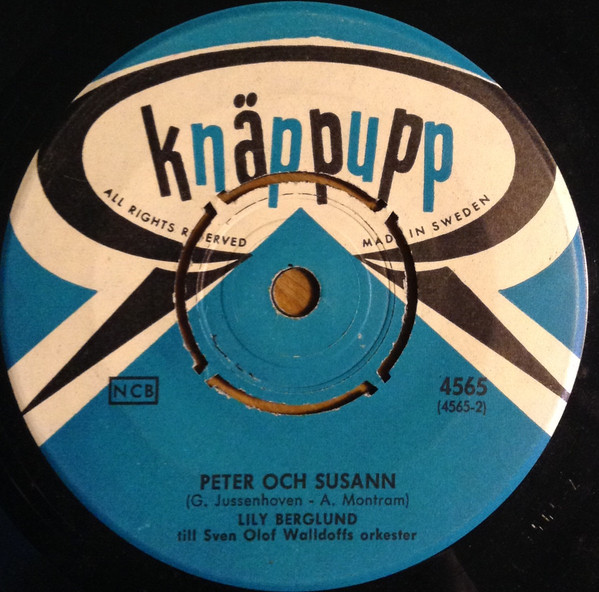 knäppupp
ALL RIGHTS RESERVED
MADE IN SWEDEN
NCB
4565
(4565-2)
PETER OCH SUSANN
(G. Jussenhoven - A. Montram)
LILY BERGLUND
till Sven Olof Walldoffs orkester